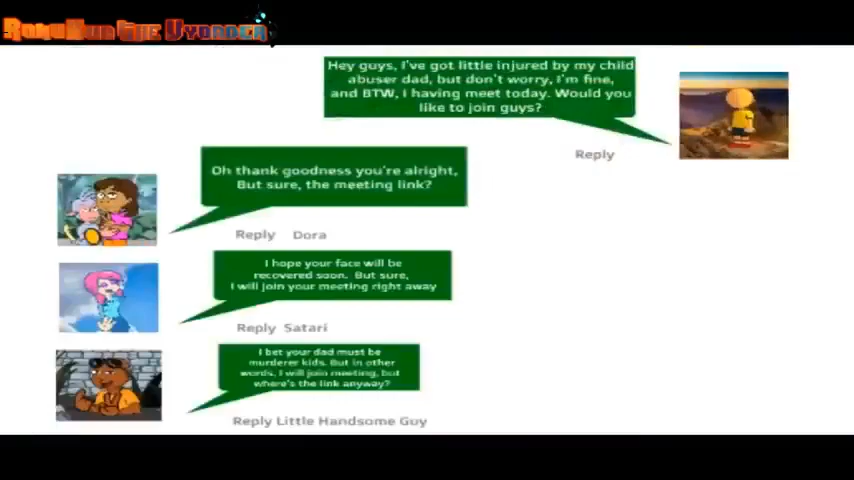 RokuKun the Vyonder
Hey guys, I've got little injured by my child
abuser dad, but don't worry, I'm fine,
and BTW, I having meet today. Would you
like to join guys?
Reply
Oh thank goodness you're alright,
But sure, the meeting link?
Reply Dora
I hope your face will be
recovered soon. But sure,
I will join your meeting right away
Reply Satari
I bet your dad must be
murderer kids. But in other
words, I will join meeting, but
where's the link anyway?
Reply Little Handsome Guy